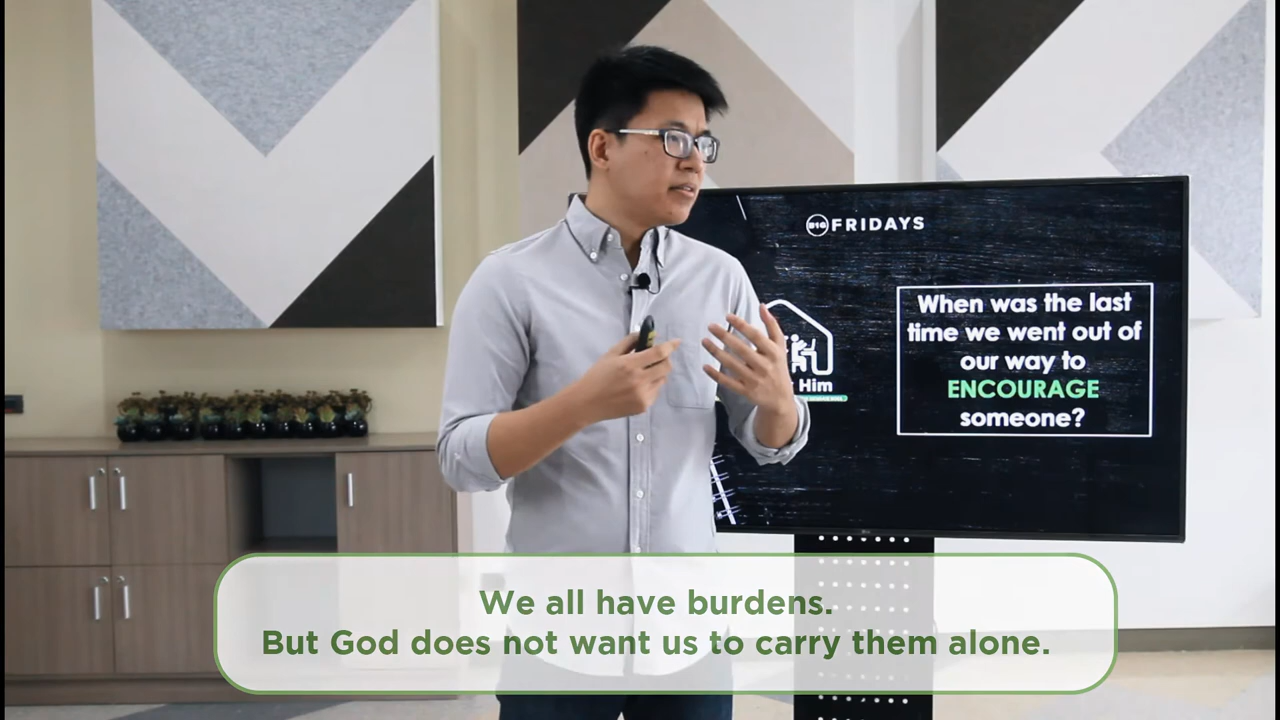 B1G FRIDAYS
When was the last
time we went out of
our way to
ENCOURAGE
someone?
Him
We all have burdens.
But God does not want us to carry them alone.